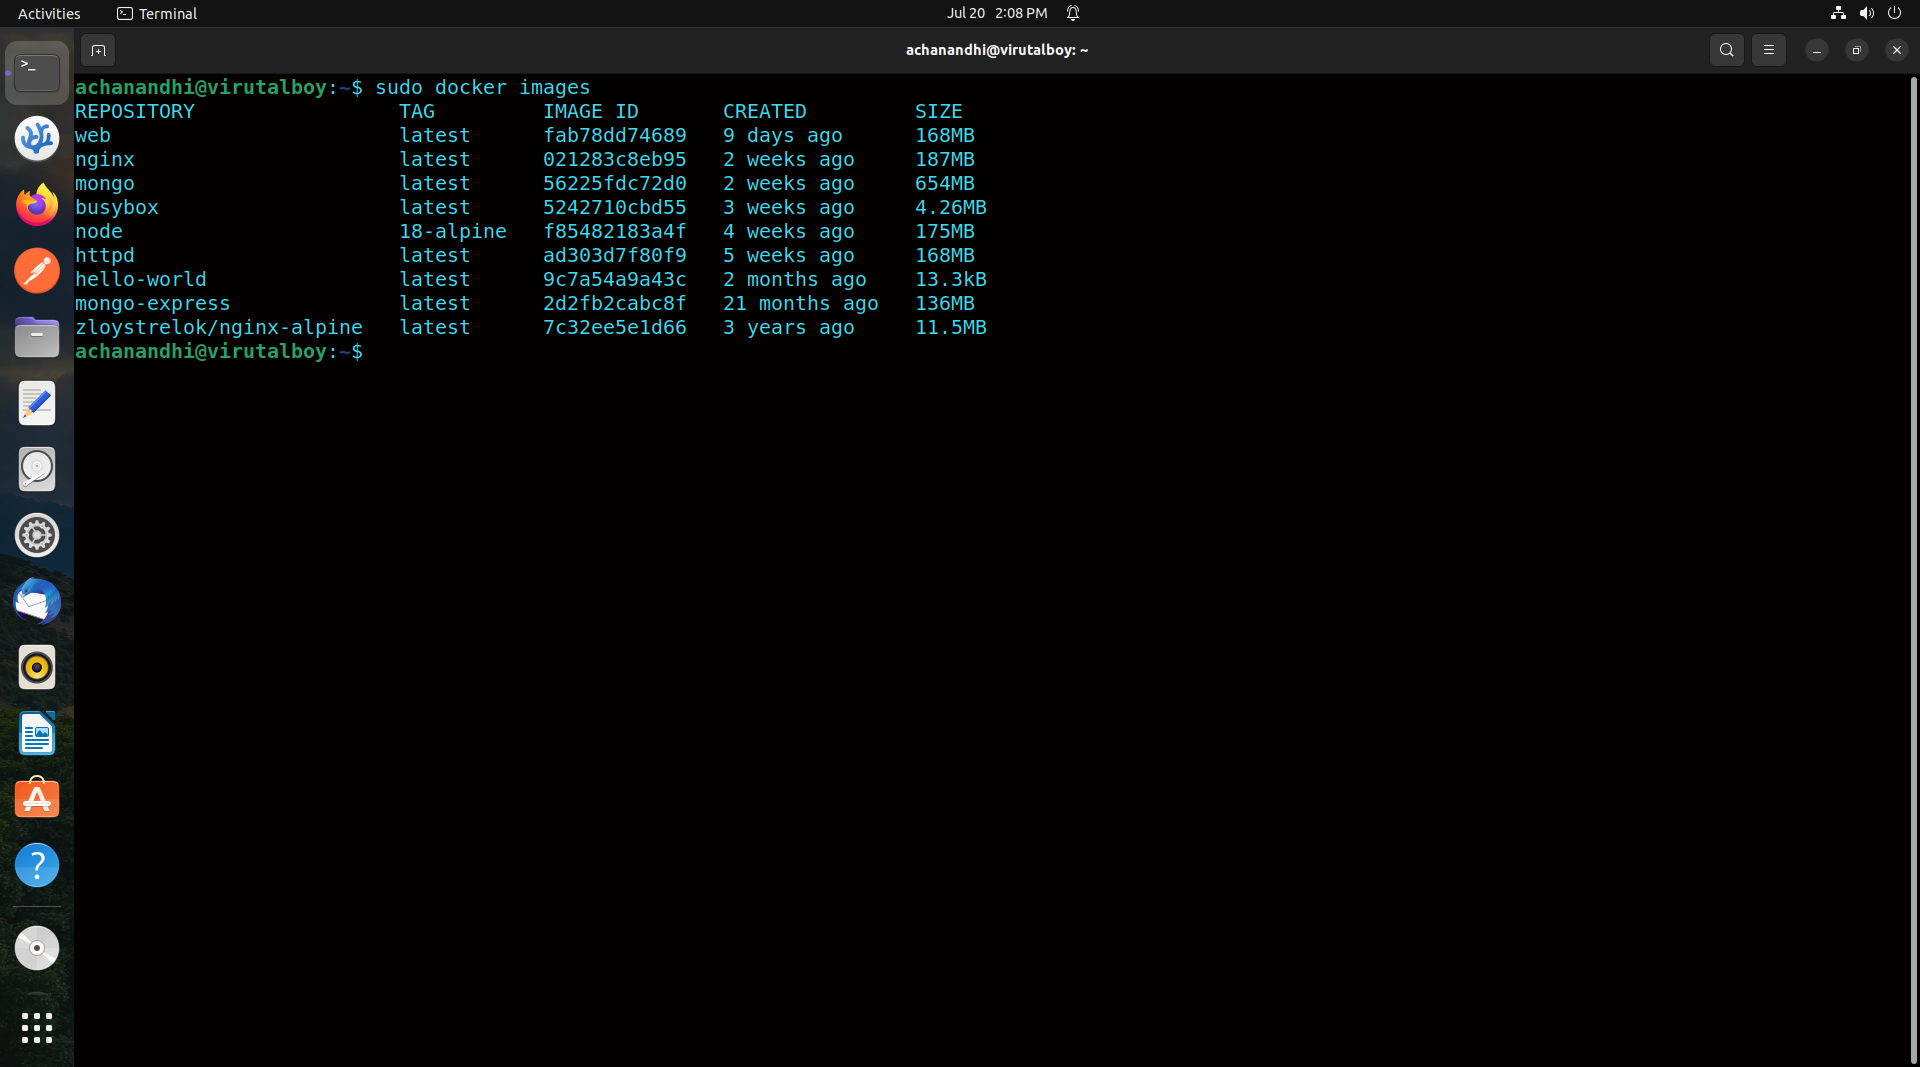 Activities Terminal Jul 20 2:08 PM
achanandhi@virutalboy: ~
achanandhi@virutalboy:~$ sudo docker images
REPOSITORY TAG IMAGE ID CREATED SIZE
web latest fab78dd74689 9 days ago 168MB
nginx latest 021283c8eb95 2 weeks ago 187MB
mongo latest 56225fdc72d0 2 weeks ago 654MB
busybox latest 5242710cbd55 3 weeks ago 4.26MB
node 18-alpine f85482183a4f 4 weeks ago 175MB
httpd latest ad303d7f80f9 5 weeks ago 168MB
hello-world latest 9c7a54a9a43c 2 months ago 13.3kB
mongo-express latest 2d2fb2cabc8f 21 months ago 136MB
zloystrelok/nginx-alpine latest 7c32ee5e1d66 3 years ago 11.5MB
achanandhi@virutalboy:~$